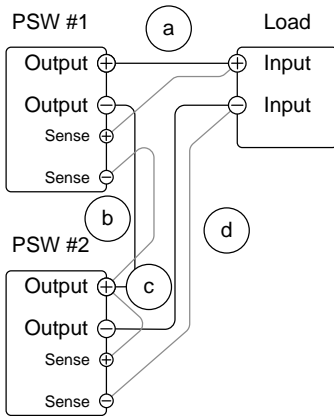 PSW #1
Load
a
Output
Input
Output
Input
Sense
Sense
b
d
PSW #2
c
Output
Output
Sense
Sense